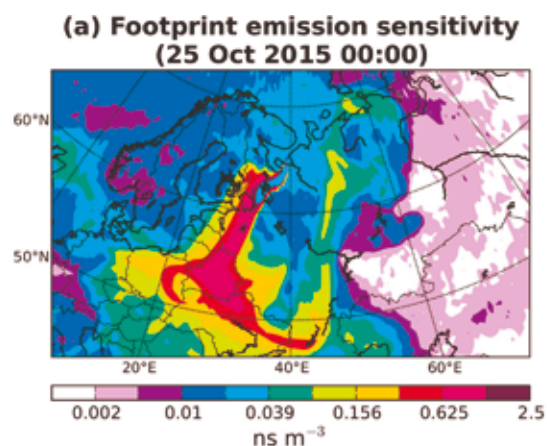 (a) Footprint emission sensitivity
(25 Oct 2015 00:00)
60°N
50°N
20°E 40°E 60°E
0.002 0.01 0.039 0.156 0.625 2.5
ns m⁻³